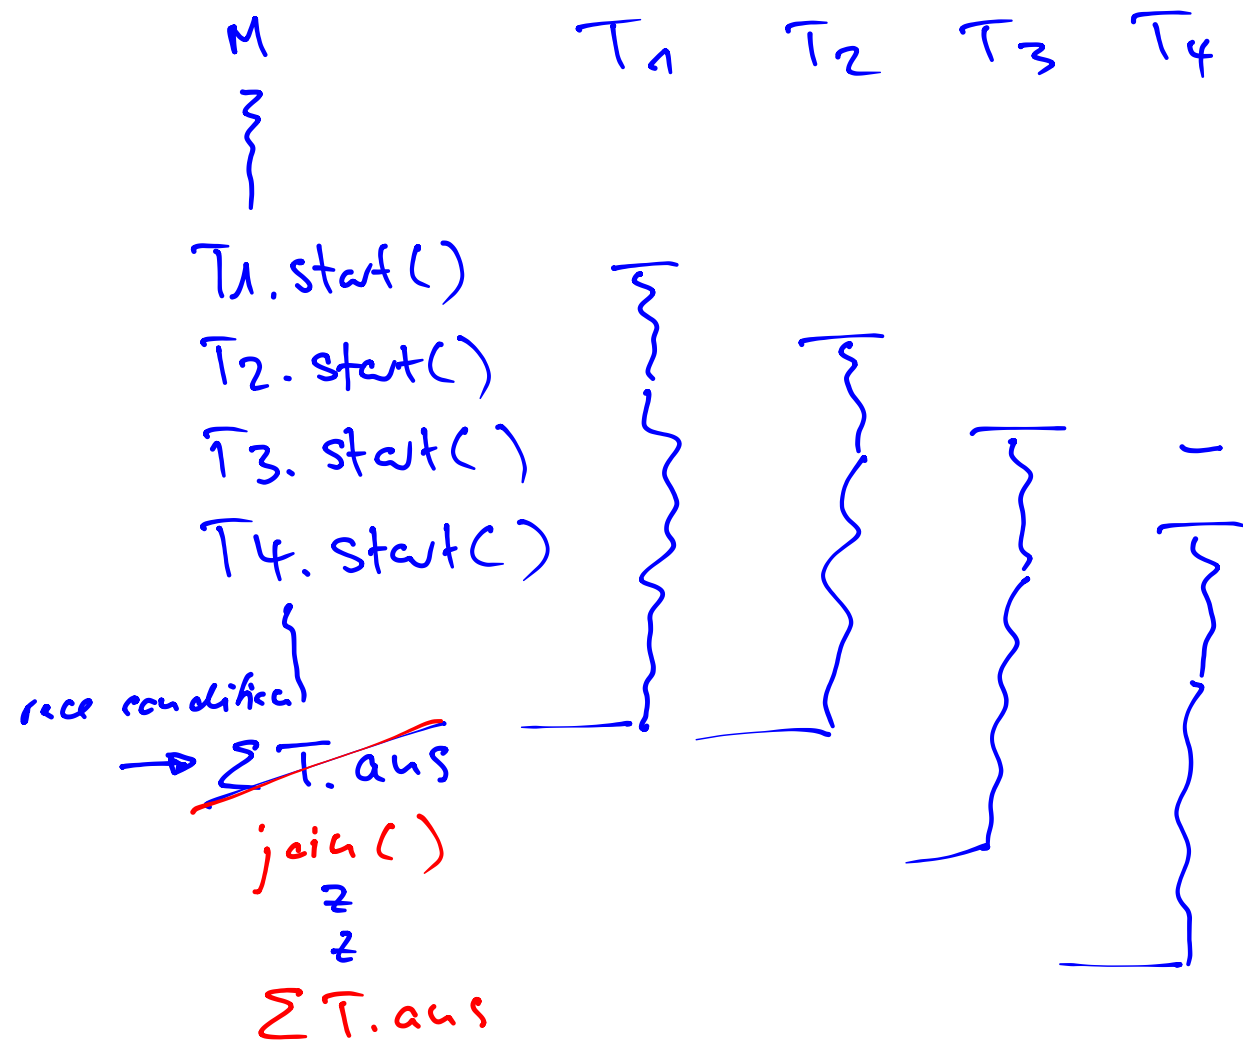 M T1 T2 T3 T4
T1.start()
T2.start()
T3.start()
T4.start()
race condition
→ Σ T.ans
join()
z
z
Σ T.ans